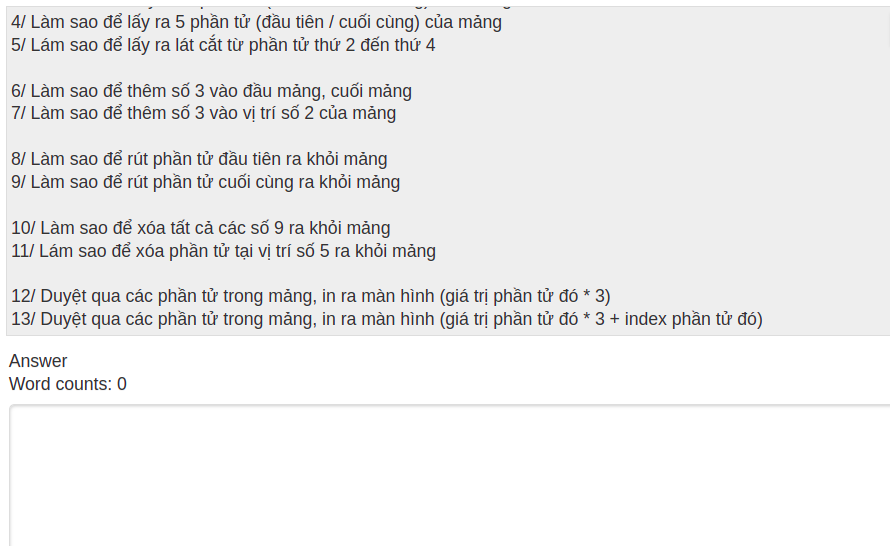 4/ Làm sao để lấy ra 5 phần tử (đầu tiên / cuối cùng) của mảng
5/ Lám sao để lấy ra lát cắt từ phần tử thứ 2 đến thứ 4
6/ Làm sao để thêm số 3 vào đầu mảng, cuối mảng
7/ Làm sao để thêm số 3 vào vị trí số 2 của mảng
8/ Làm sao để rút phần tử đầu tiên ra khỏi mảng
9/ Làm sao để rút phần tử cuối cùng ra khỏi mảng
10/ Làm sao để xóa tất cả các số 9 ra khỏi mảng
11/ Lám sao để xóa phần tử tại vị trí số 5 ra khỏi mảng
12/ Duyệt qua các phần tử trong mảng, in ra màn hình (giá trị phần tử đó * 3)
13/ Duyệt qua các phần tử trong mảng, in ra màn hình (giá trị phần tử đó * 3 + index phần tử đó)
Answer
Word counts: 0